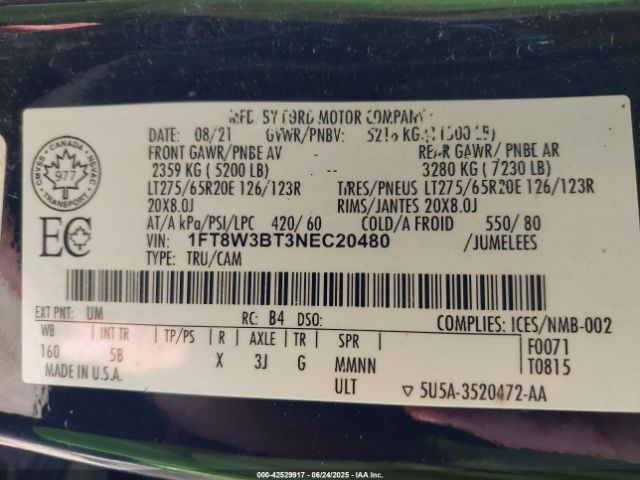 MFD. BY FORD MOTOR COMPANY
DATE: 08/21 GVWR/PNBV:
FRONT GAWR/PNBE AV REAR GAWR/ PNBE AR
2359 KG ( 5200 LB) 3280 KG ( 7230 LB)
LT275/65R20E 126/123R TIRES/PNEUS LT275/65R20E 126/123R
20X8.0J RIMS/JANTES 20X8.0J
AT/A kPa/PSI/LPC 420/ 60 COLD/A FROID 550/ 80
VIN: 1FT8W3BT3NEC20480 /JUMELEES
TYPE: TRU/CAM
CMVSS • CANADA • NSVAC
977
TRANSPORT
EC
EXT PNT: UM RC: B4 DSO: COMPLIES: ICES/NMB-002
WB INT TR TP/PS R AXLE TR SPR F0071
160 5B X 3J G MMNN T0815
MADE IN U.S.A. ULT ▽ 5U5A-3520472-AA
000-42529917 - 06/24/2025 - IAA Inc.